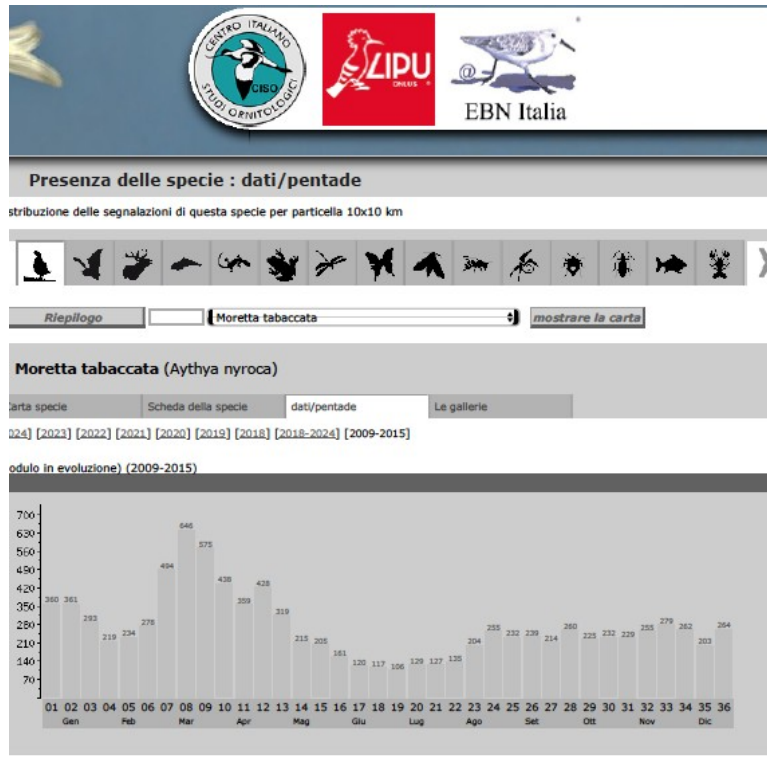 CENTRO ITALIANO
CISO
STUDI ORNITOLOGICI
LIPU
ONLUS
@
EBN Italia
Presenza delle specie : dati/pentade
stribuzione delle segnalazioni di questa specie per particella 10x10 km
Riepilogo Moretta tabaccata mostrare la carta
Moretta tabaccata (Aythya nyroca)
Carta specie Scheda della specie dati/pentade Le gallerie
024] [2023] [2022] [2021] [2020] [2019] [2018] [2018-2024] [2009-2015]
odulo in evoluzione) (2009-2015)
700
630
560
490
420
350
280
210
140
70
360 361 293 219 234 278 494 646 575 438 359 428 319 215 205 161 120 117 106 129 127 135 204 255 232 239 214 260 225 232 229 255 279 262 203 264
01 02 03 04 05 06 07 08 09 10 11 12 13 14 15 16 17 18 19 20 21 22 23 24 25 26 27 28 29 30 31 32 33 34 35 36
Gen Feb Mar Apr Mag Giu Lug Ago Set Ott Nov Dic